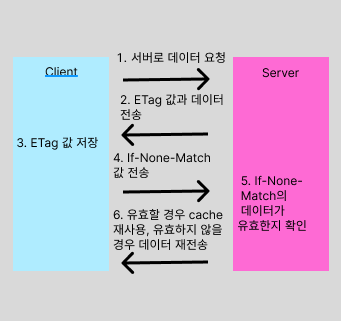 Client
Server
1. 서버로 데이터 요청
2. ETag 값과 데이터
전송
3. ETag 값 저장
4. If-None-Match
값 전송
5. If-None-
Match의
데이터가
유효한지 확인
6. 유효할 경우 cache
재사용, 유효하지 않을
경우 데이터 재전송